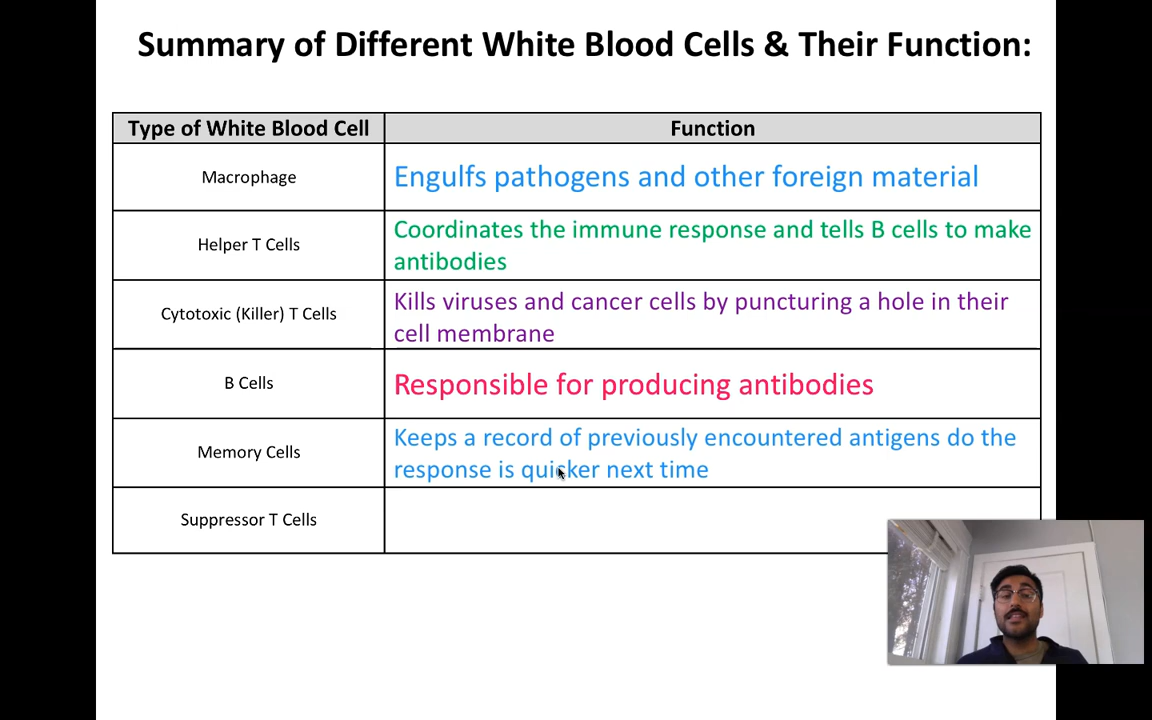 Summary of Different White Blood Cells & Their Function:
Type of White Blood Cell
Function
Macrophage
Engulfs pathogens and other foreign material
Helper T Cells
Coordinates the immune response and tells B cells to make
antibodies
Cytotoxic (Killer) T Cells
Kills viruses and cancer cells by puncturing a hole in their
cell membrane
B Cells
Responsible for producing antibodies
Memory Cells
Keeps a record of previously encountered antigens do the
response is quicker next time
Suppressor T Cells